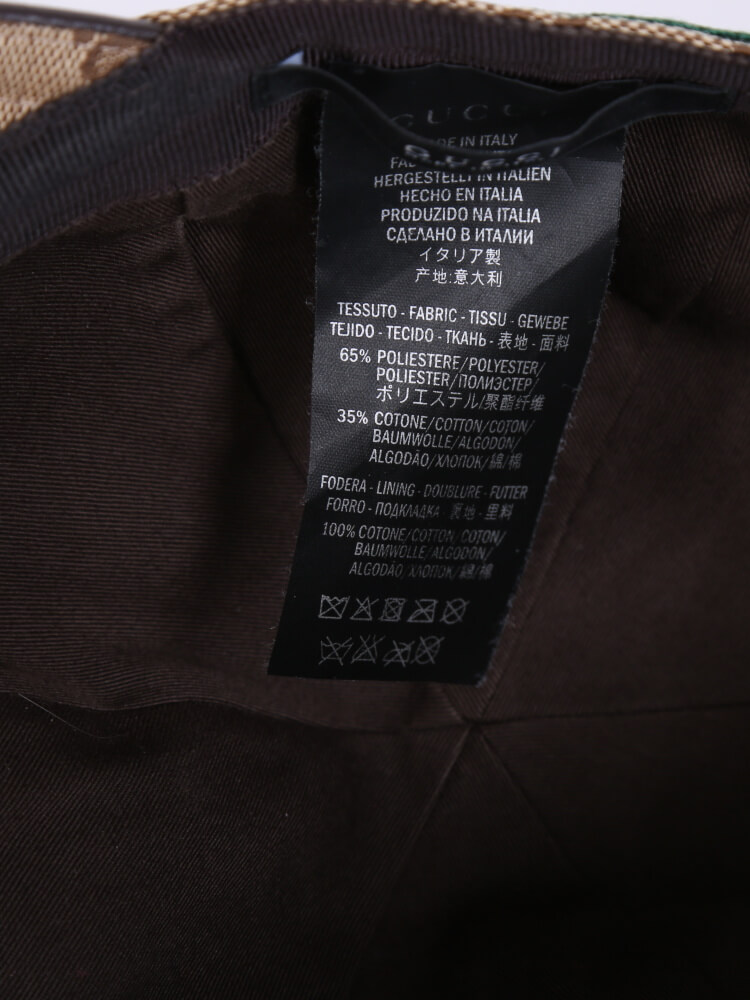 GUCCI
MADE IN ITALY
HERGESTELLT IN ITALIEN
HECHO EN ITALIA
PRODUZIDO NA ITALIA
СДЕЛАНО В ИТАЛИИ
イタリア製
产地:意大利
TESSUTO - FABRIC - TISSU - GEWEBE
TEJIDO - TECIDO - ТКАНЬ - 表地 - 面料
65% POLIESTERE/POLYESTER/
POLIESTER/ПОЛИЭСТЕР/
ポリエステル/聚酯纤维
35% COTONE/COTTON/COTON/
BAUMWOLLE/ALGODON/
ALGODÃO/ХЛОПОК/綿/棉
FODERA - LINING - DOUBLURE - FUTTER
FORRO - ПОДКЛАДКА 裏地 - 里料
100% COTONE/COTTON/COTON/
BAUMWOLLE/ALGODON/
ALGODÃO/ХЛОПОК/綿/棉